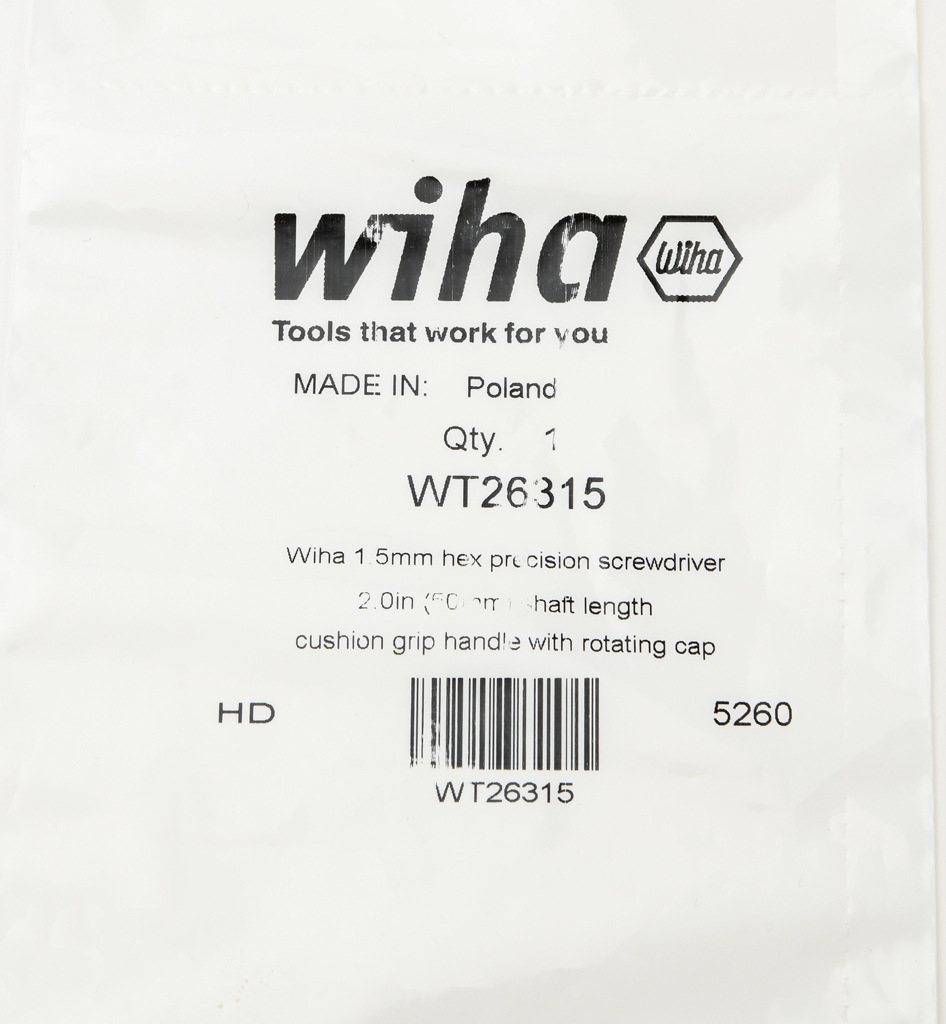 wiha Wiha
Tools that work for you
MADE IN: Poland
Qty. 1
WT26315
Wiha 1.5mm hex precision screwdriver
2.0in (50mm) shaft length
cushion grip handle with rotating cap
HD 5260
WT26315